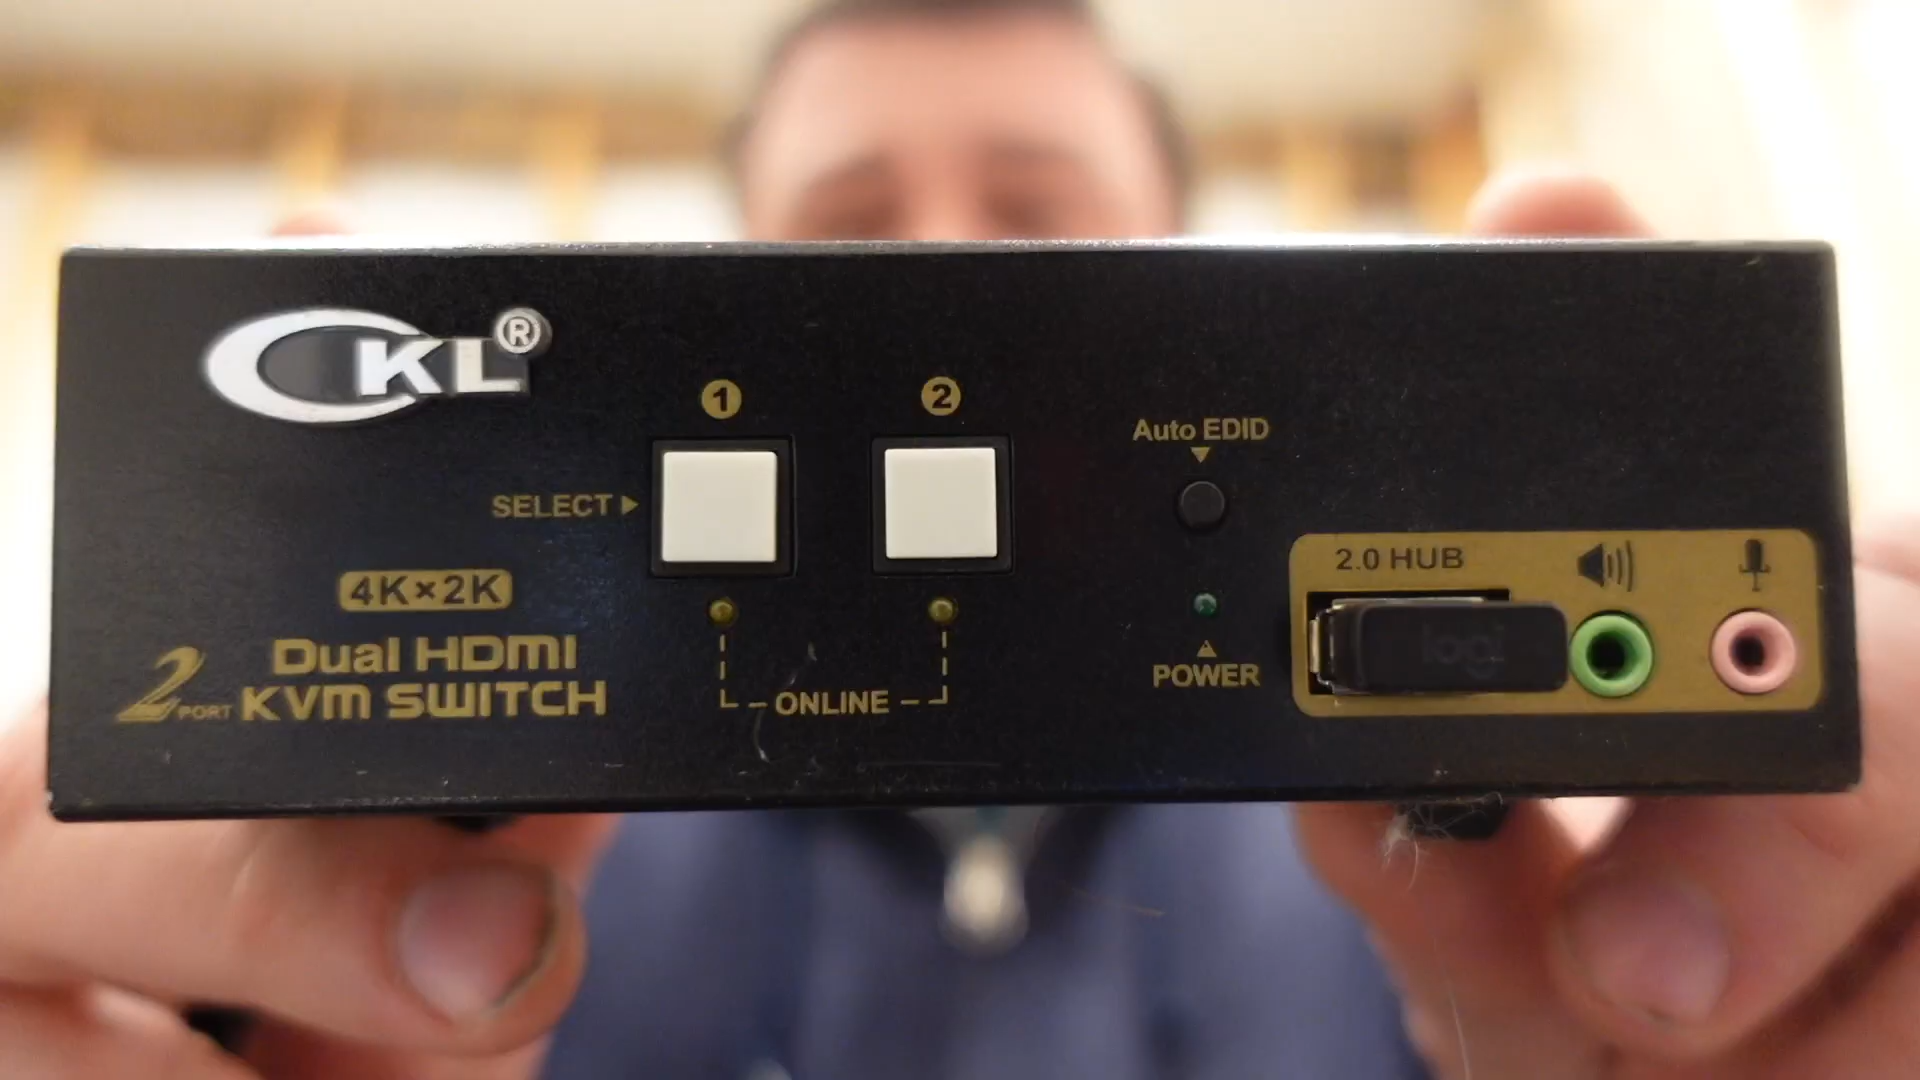 CKL®
1
2
Auto EDID
SELECT
2.0 HUB
4K×2K
Dual HDMI
2 PORT KVM SWITCH
ONLINE
POWER
logi